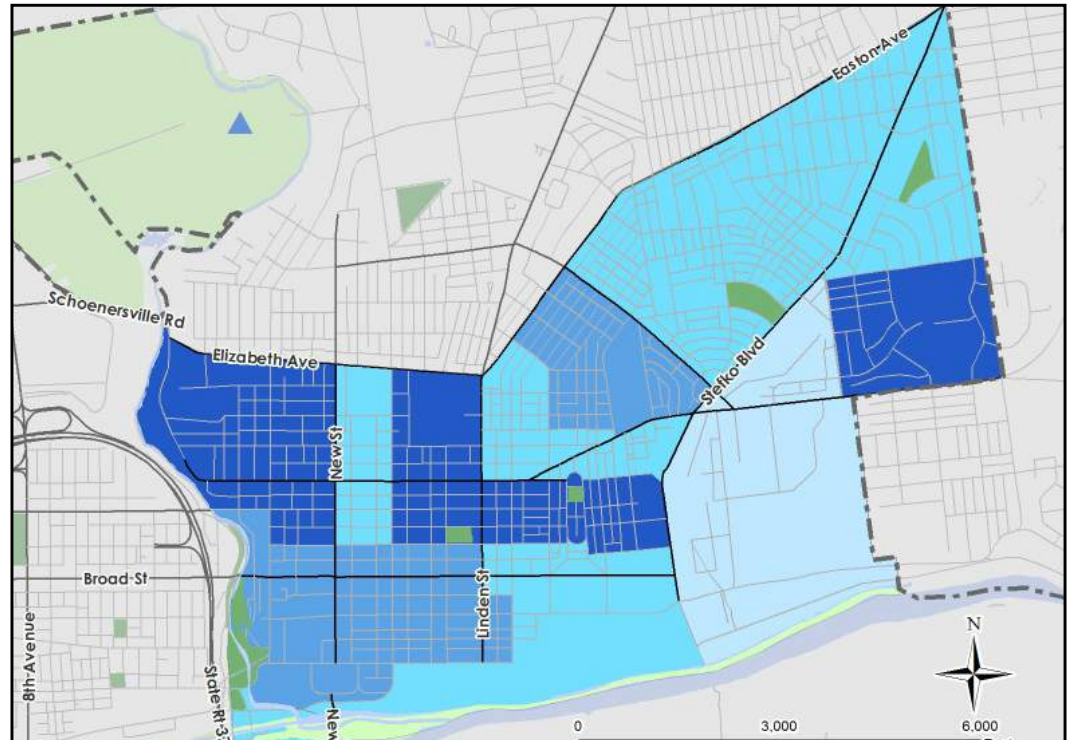 Easton Ave
Schoenersville Rd
Elizabeth Ave
Stefko Blvd
New St
Broad St
Linden St
8th Avenue
State Rt 3
New
N
0 3,000 6,000